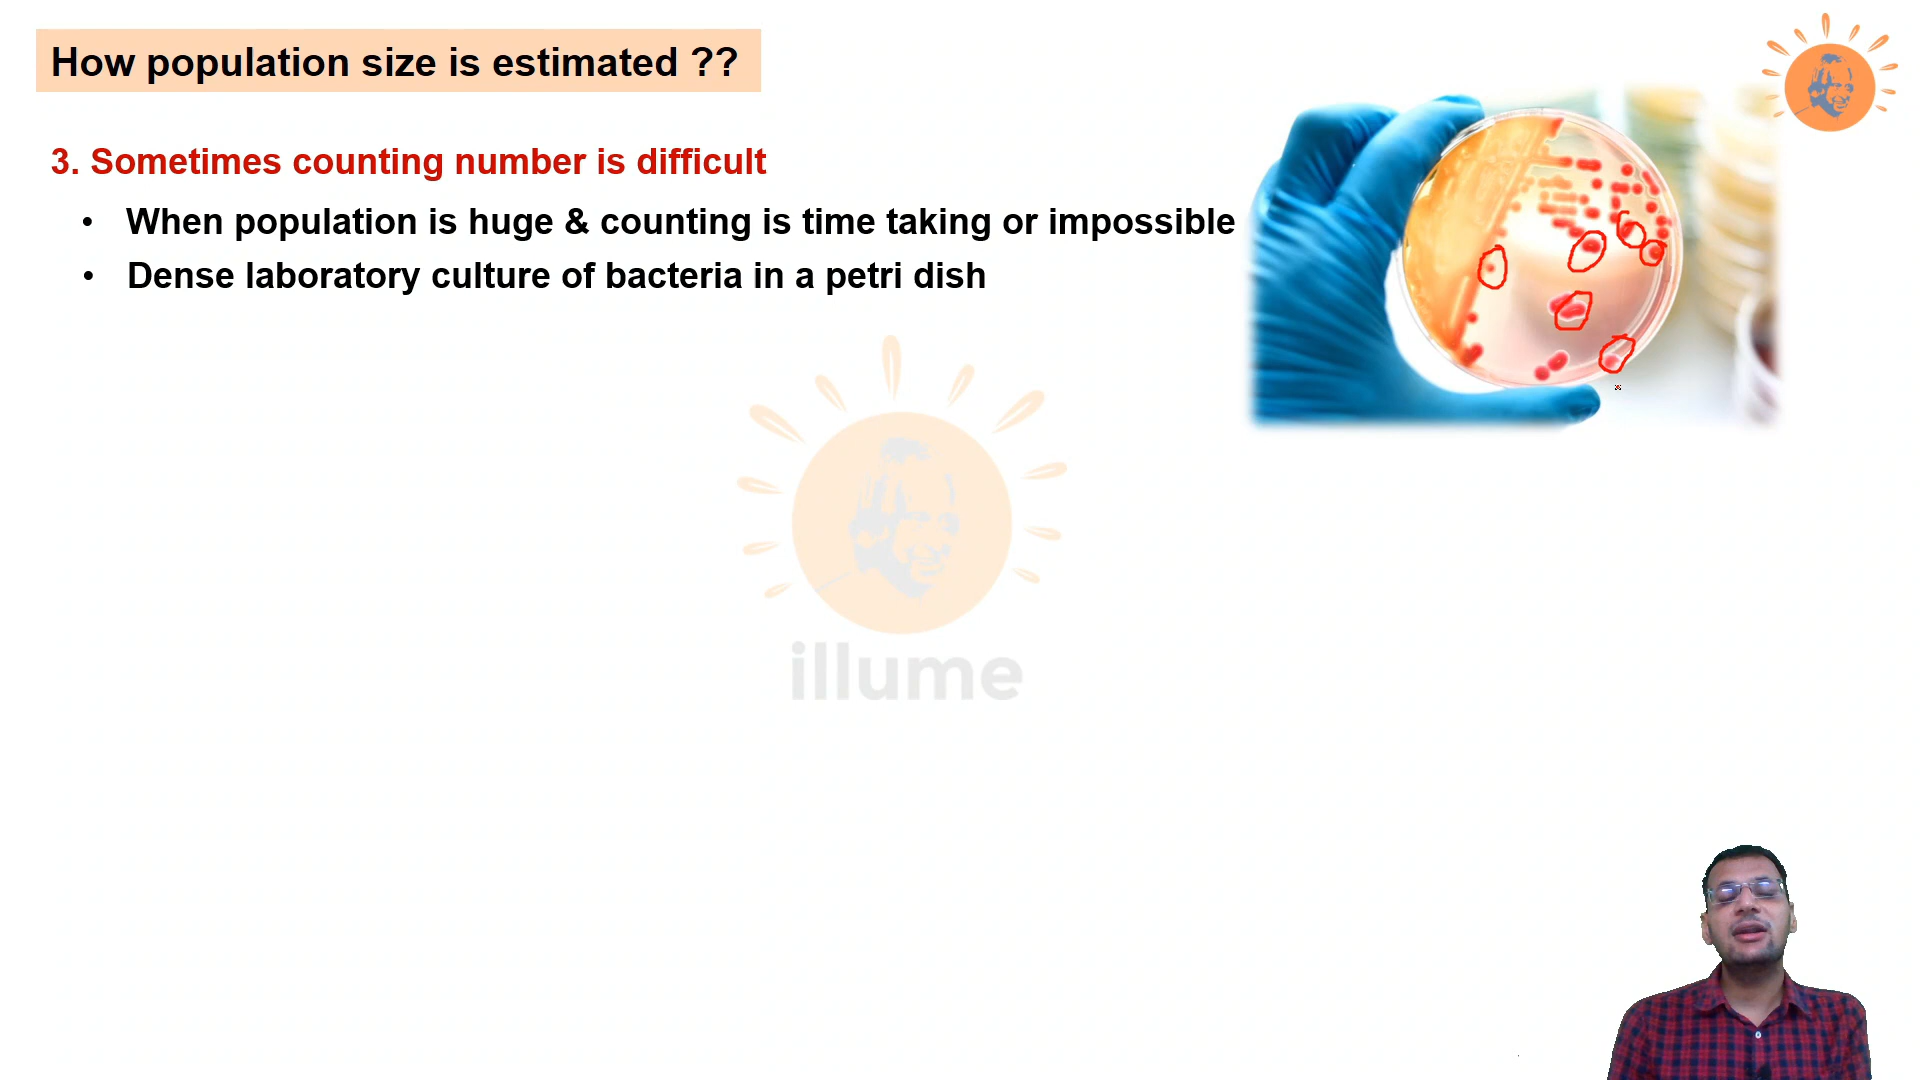 How population size is estimated ??
3. Sometimes counting number is difficult
• When population is huge & counting is time taking or impossible
• Dense laboratory culture of bacteria in a petri dish
illume